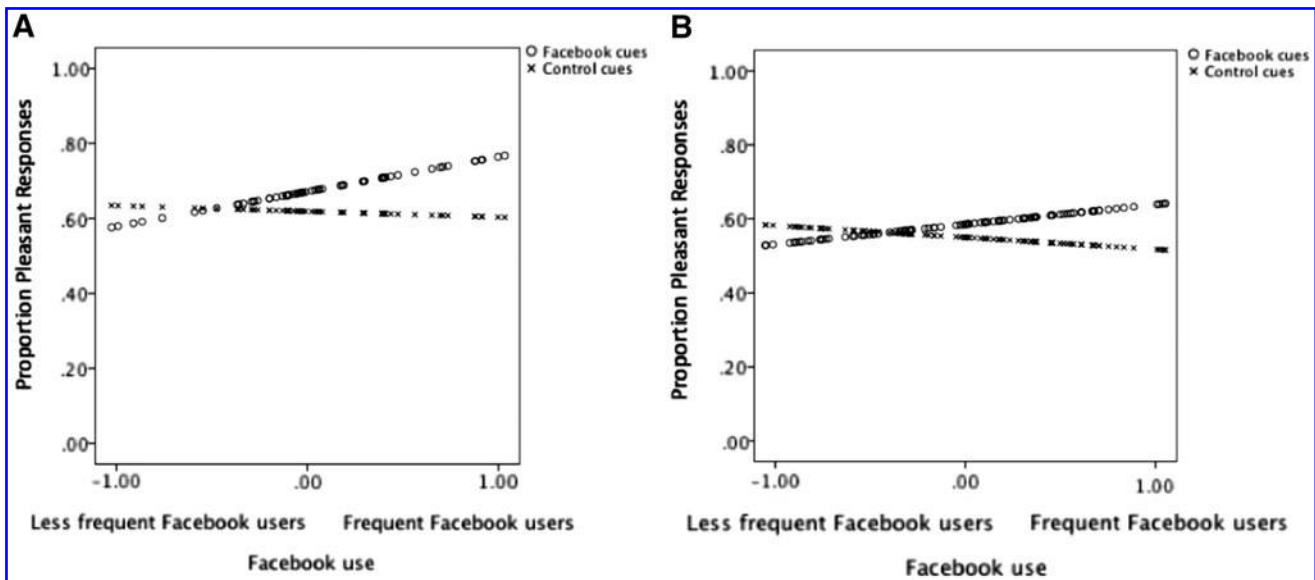 A
Facebook cues
Control cues
Proportion Pleasant Responses
1.00
.80
.60
.40
.20
.00
-1.00 .00 1.00
Less frequent Facebook users Frequent Facebook users
Facebook use
B
Facebook cues
Control cues
Proportion Pleasant Responses
1.00
.80
.60
.40
.20
.00
-1.00 .00 1.00
Less frequent Facebook users Frequent Facebook users
Facebook use